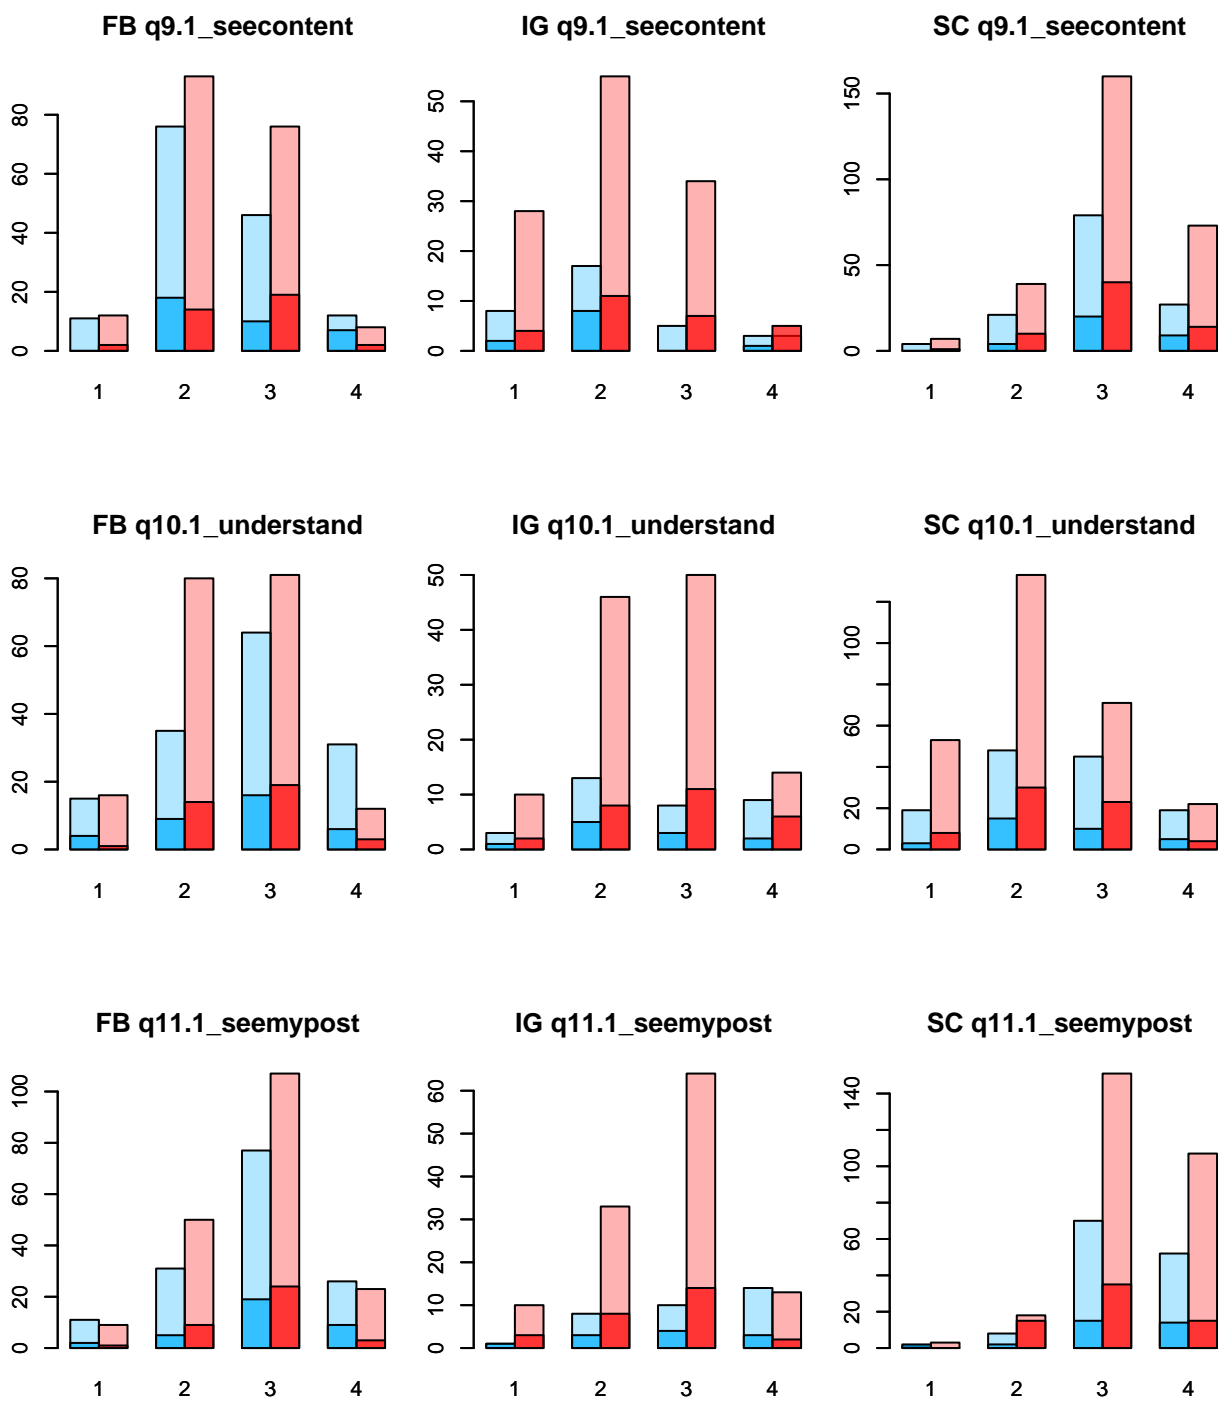 FB q9.1_seecontent
IG q9.1_seecontent
SC q9.1_seecontent
0 20 40 60 80
1 2 3 4
0 10 20 30 40 50
1 2 3 4
0 50 100 150
1 2 3 4
FB q10.1_understand
IG q10.1_understand
SC q10.1_understand
0 20 40 60 80
1 2 3 4
0 10 20 30 40 50
1 2 3 4
0 20 60 100
1 2 3 4
FB q11.1_seemypost
IG q11.1_seemypost
SC q11.1_seemypost
0 20 40 60 80 100
1 2 3 4
0 10 20 30 40 50 60
1 2 3 4
0 20 60 100 140
1 2 3 4